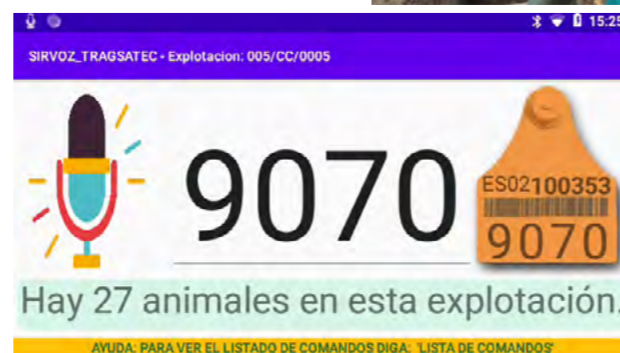 15:25
SIRVOZ_TRAGSATEC - Explotacion: 005/CC/0005
9070
ES02100353
9070
Hay 27 animales en esta explotación.
AYUDA: PARA VER EL LISTADO DE COMANDOS DIGA: 'LISTA DE COMANDOS'